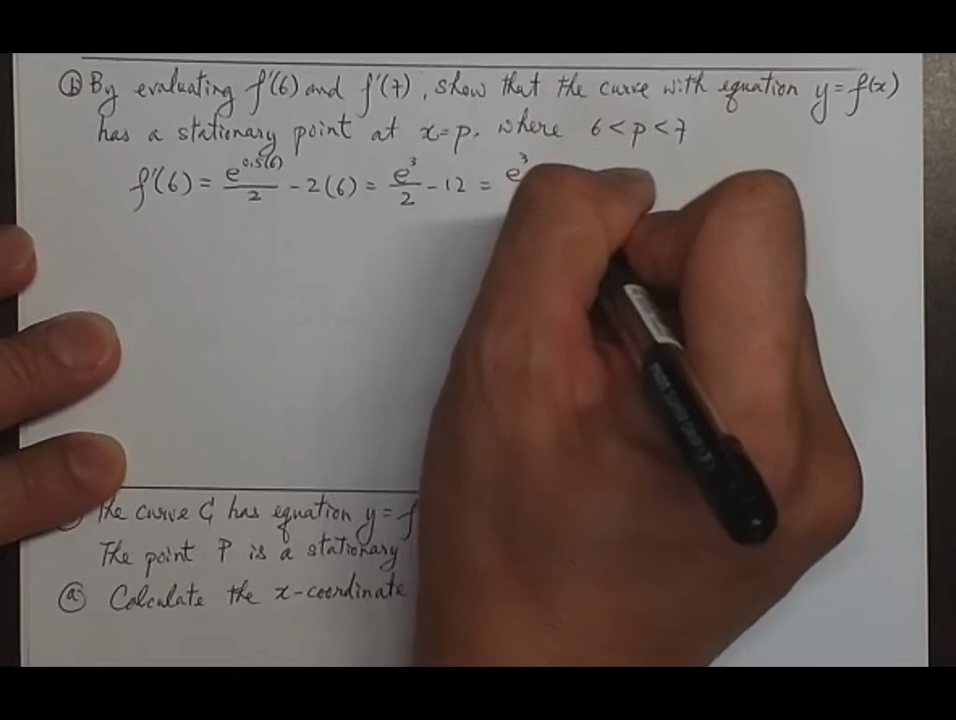 ⓑ By evaluating f'(6) and f'(7), show that the curve with equation y = f(x)
has a stationary point at x=p, where 6 < p < 7
f'(6) = e^0.5(6)/2 - 2(6) = e^3/2 - 12 = e^3
The curve C has equation y = f
The point P is a stationary
ⓐ Calculate the x-coordinate